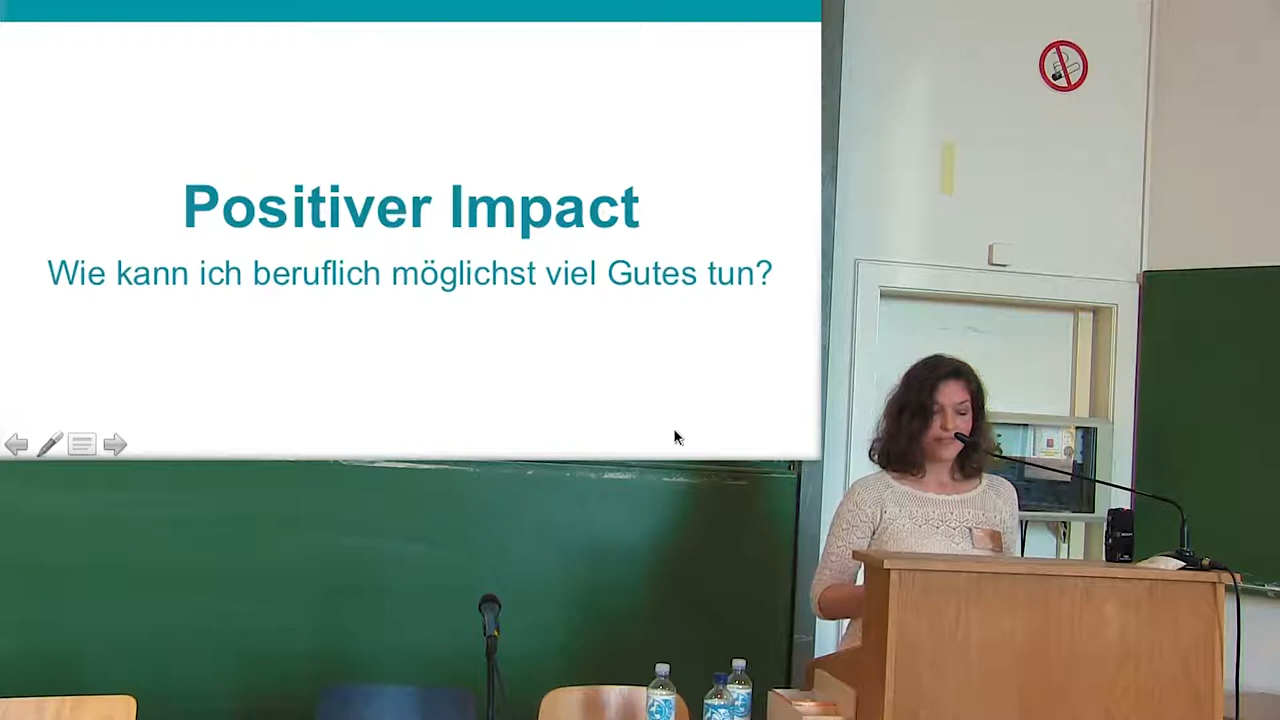 Positiver Impact
Wie kann ich beruflich möglichst viel Gutes tun?